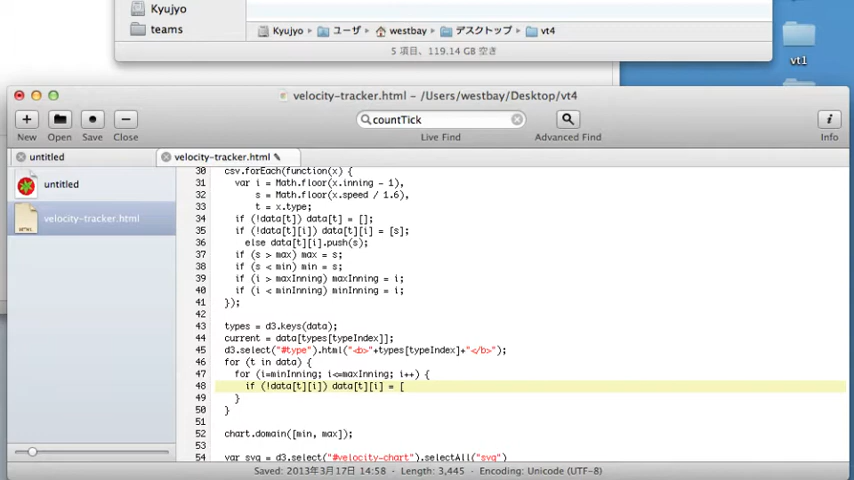 Kyujyo
teams
Kyujyo ▸ ユーザ ▸ westbay ▸ デスクトップ ▸ vt4
5 項目、119.14 GB 空き
vt1
velocity-tracker.html - /Users/westbay/Desktop/vt4
New Open Save Close
countTick
Live Find
Advanced Find
Info
untitled
velocity-tracker.html
untitled
velocity-tracker.html
30 csv.forEach(function(x) {
31 var i = Math.floor(x.inning - 1),
32 s = Math.floor(x.speed / 1.6),
33 t = x.type;
34 if (!data[t]) data[t] = [];
35 if (!data[t][i]) data[t][i] = [s];
36 else data[t][i].push(s);
37 if (s > max) max = s;
38 if (s < min) min = s;
39 if (i > maxInning) maxInning = i;
40 if (i < minInning) minInning = i;
41 });
42
43 types = d3.keys(data);
44 current = data[types[typeIndex]];
45 d3.select("#type").html("<b>"+types[typeIndex]+"</b>");
46 for (t in data) {
47 for (i=minInning; i<=maxInning; i++) {
48 if (!data[t][i]) data[t][i] = [
49 }
50 }
51
52 chart.domain([min, max]);
53
54 var svg = d3.select("#velocity-chart").selectAll("svg")
Saved: 2013年3月17日 14:58 - Length: 3,445 - Encoding: Unicode (UTF-8)